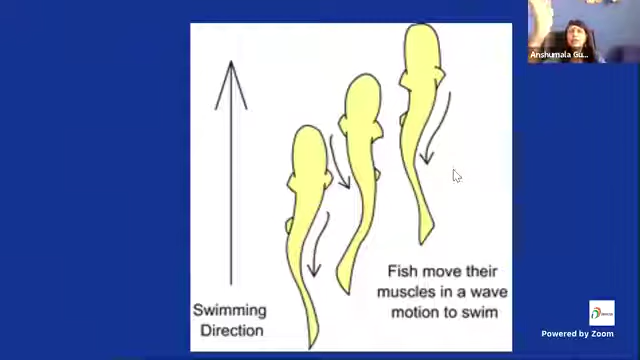 Anshumala Gu...
Swimming
Direction
Fish move their
muscles in a wave
motion to swim
Powered by Zoom